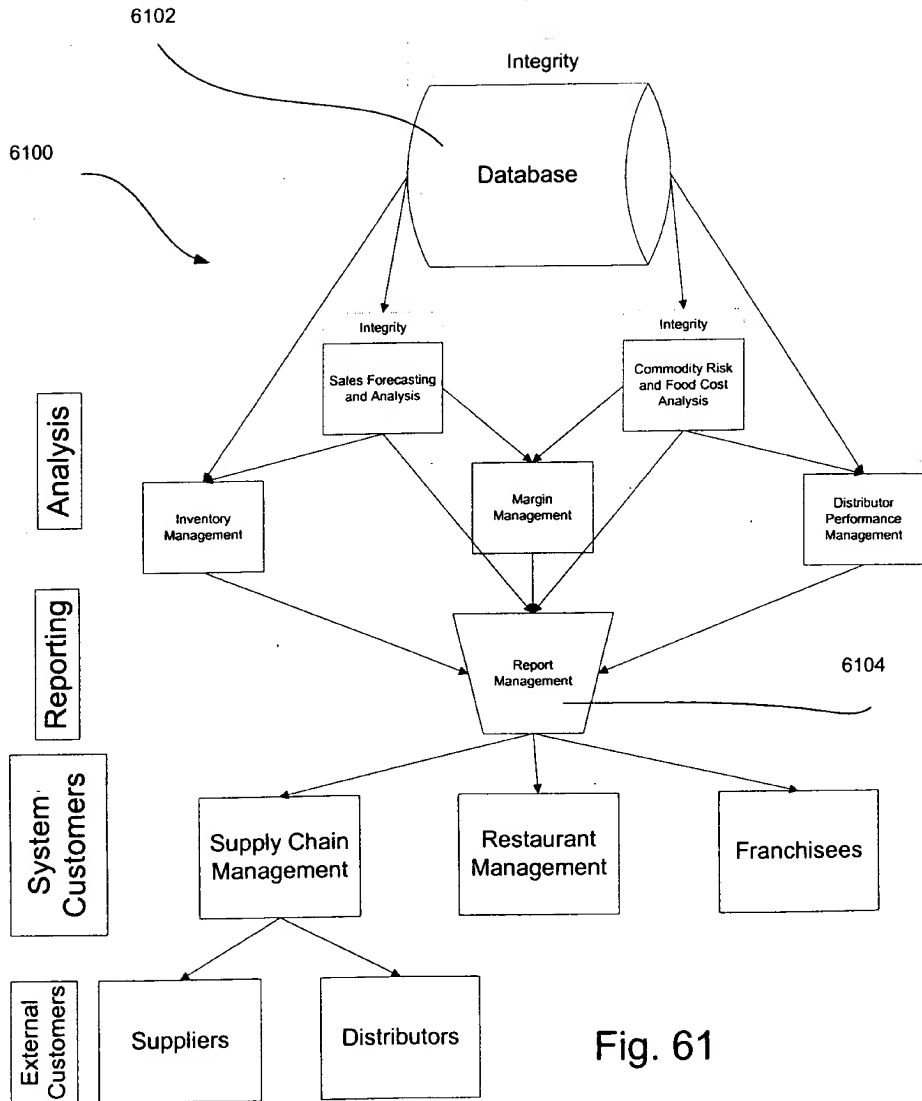 6102
Integrity
6100
Database
Integrity
Sales Forecasting
and Analysis
Integrity
Commodity Risk
and Food Cost
Analysis
Analysis
Inventory
Management
Margin
Management
Distributor
Performance
Management
Reporting
Report
Management
6104
System
Customers
Supply Chain
Management
Restaurant
Management
Franchisees
External
Customers
Suppliers
Distributors
Fig. 61